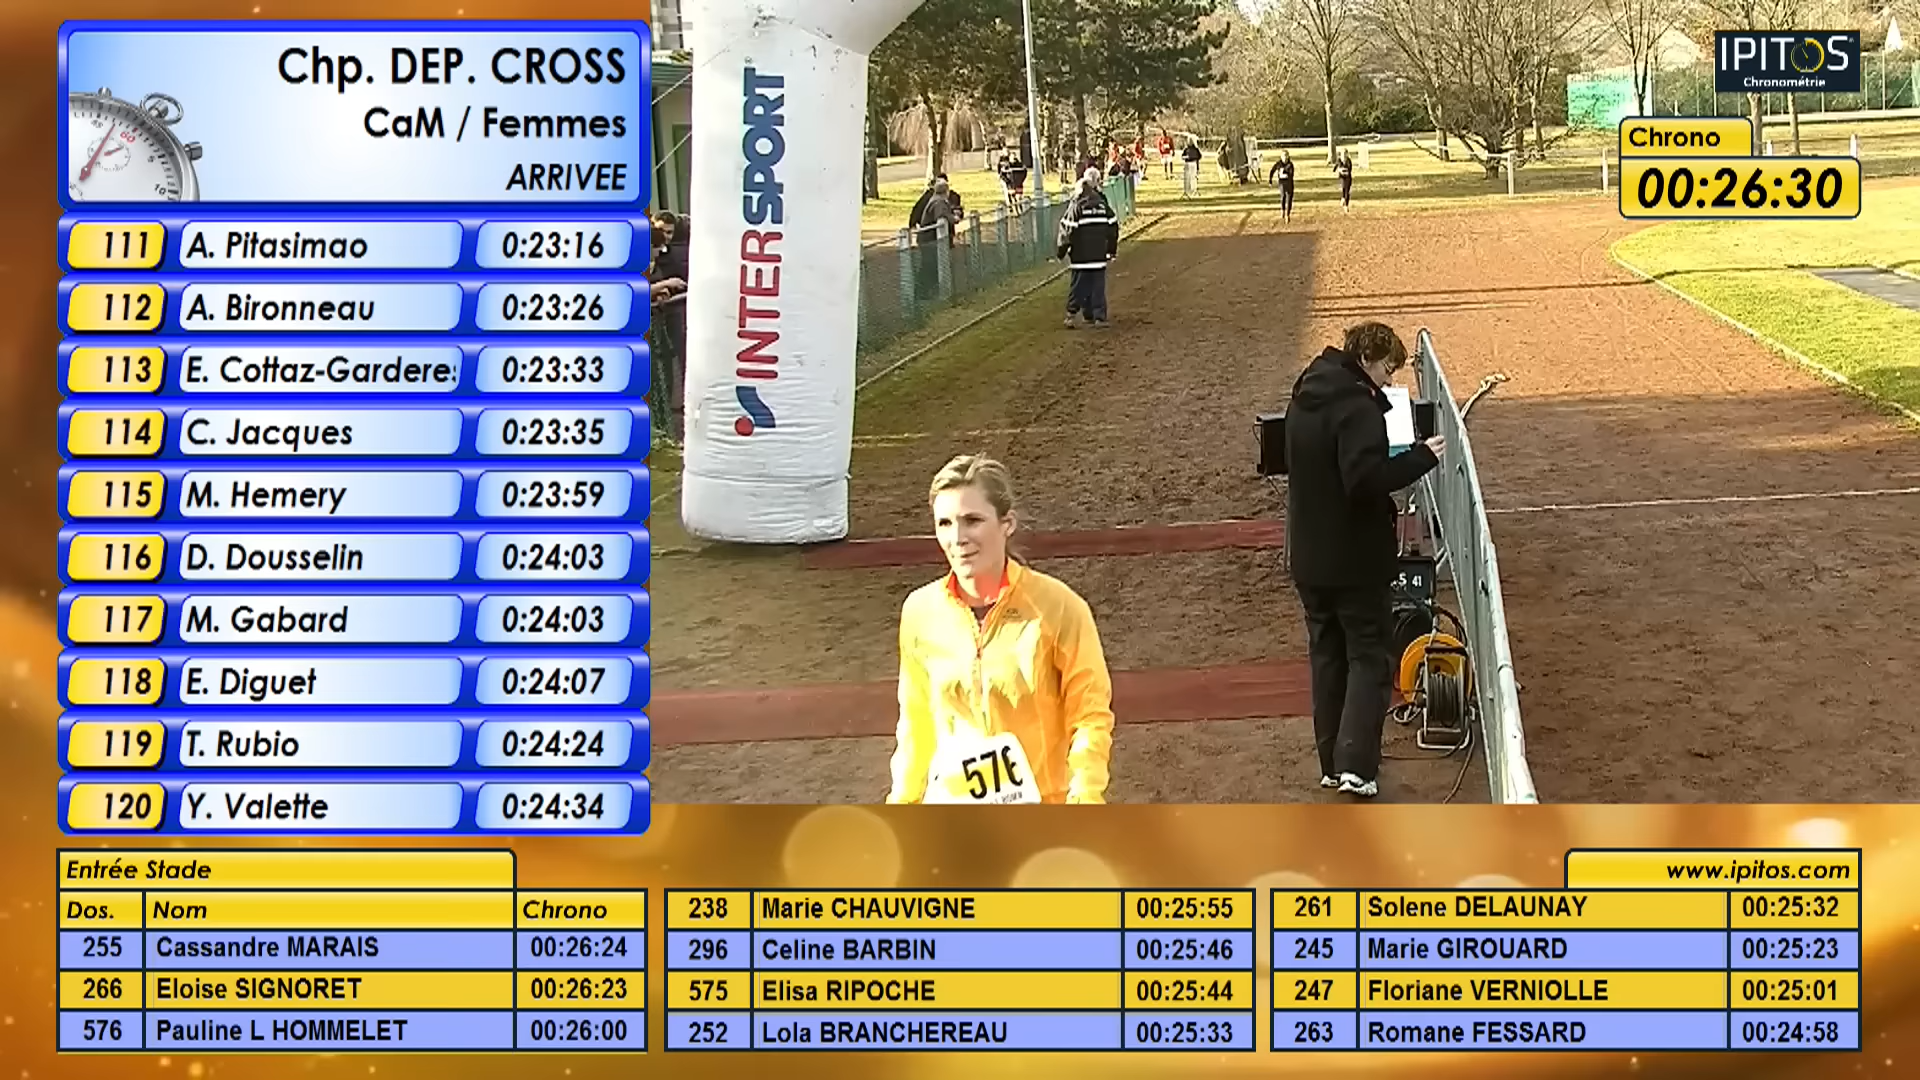 Chp. DEP. CROSS
CaM / Femmes
ARRIVEE
111 A. Pitasimao 0:23:16
112 A. Bironneau 0:23:26
113 E. Cottaz-Garderes 0:23:33
114 C. Jacques 0:23:35
115 M. Hemery 0:23:59
116 D. Dousselin 0:24:03
117 M. Gabard 0:24:03
118 E. Diguet 0:24:07
119 T. Rubio 0:24:24
120 Y. Valette 0:24:34
INTERSPORT
IPITOS
Chronométrie
Chrono
00:26:30
S 41
576
Entrée Stade
Dos. Nom Chrono
255 Cassandre MARAIS 00:26:24
266 Eloise SIGNORET 00:26:23
576 Pauline L HOMMELET 00:26:00
238 Marie CHAUVIGNE 00:25:55
296 Celine BARBIN 00:25:46
575 Elisa RIPOCHE 00:25:44
252 Lola BRANCHEREAU 00:25:33
www.ipitos.com
261 Solene DELAUNAY 00:25:32
245 Marie GIROUARD 00:25:23
247 Floriane VERNIOLLE 00:25:01
263 Romane FESSARD 00:24:58